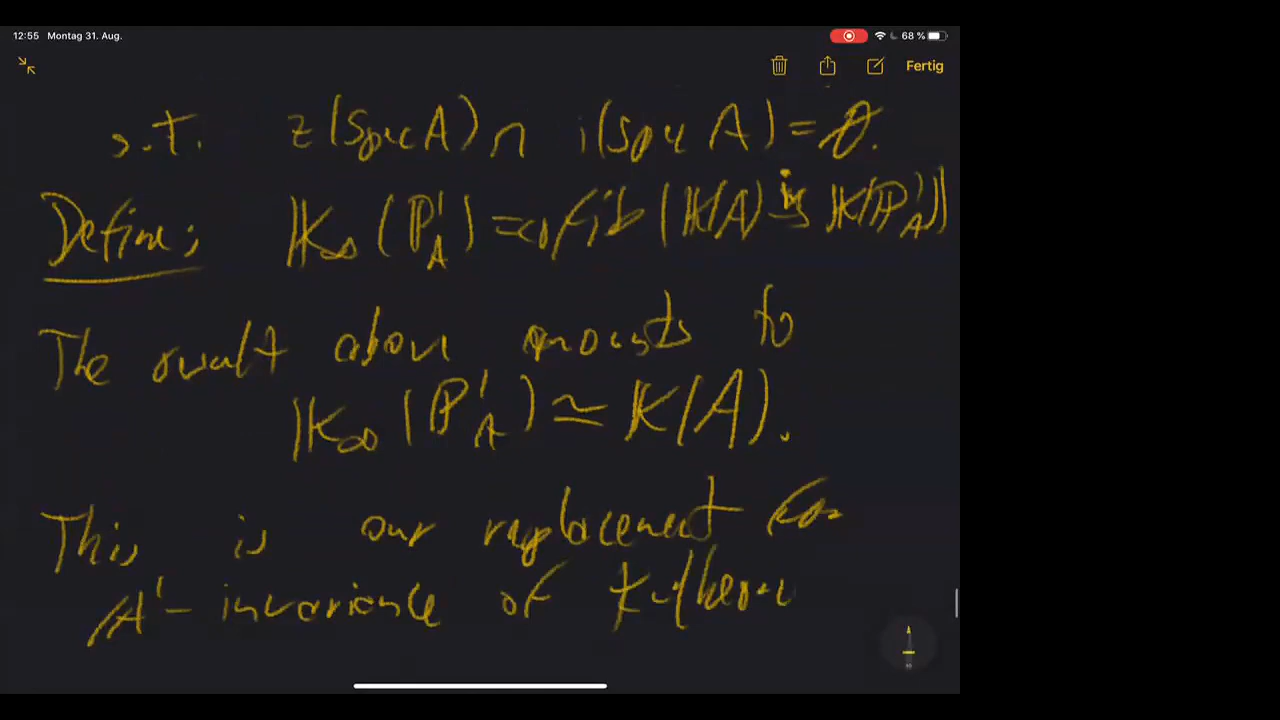 12:55 Montag 31. Aug. 68 %
Fertig
s.t. z(Spec A) ∩ i(Spec A) = ∅.
Define: 𝕂∞(ℙ¹_A) = cofib(𝕂(A) → 𝕂(ℙ¹_A))
The result above amounts to
𝕂∞(ℙ¹_A) ≃ 𝕂(A).
This is our replacement for
𝔸¹-invariance of K-theory